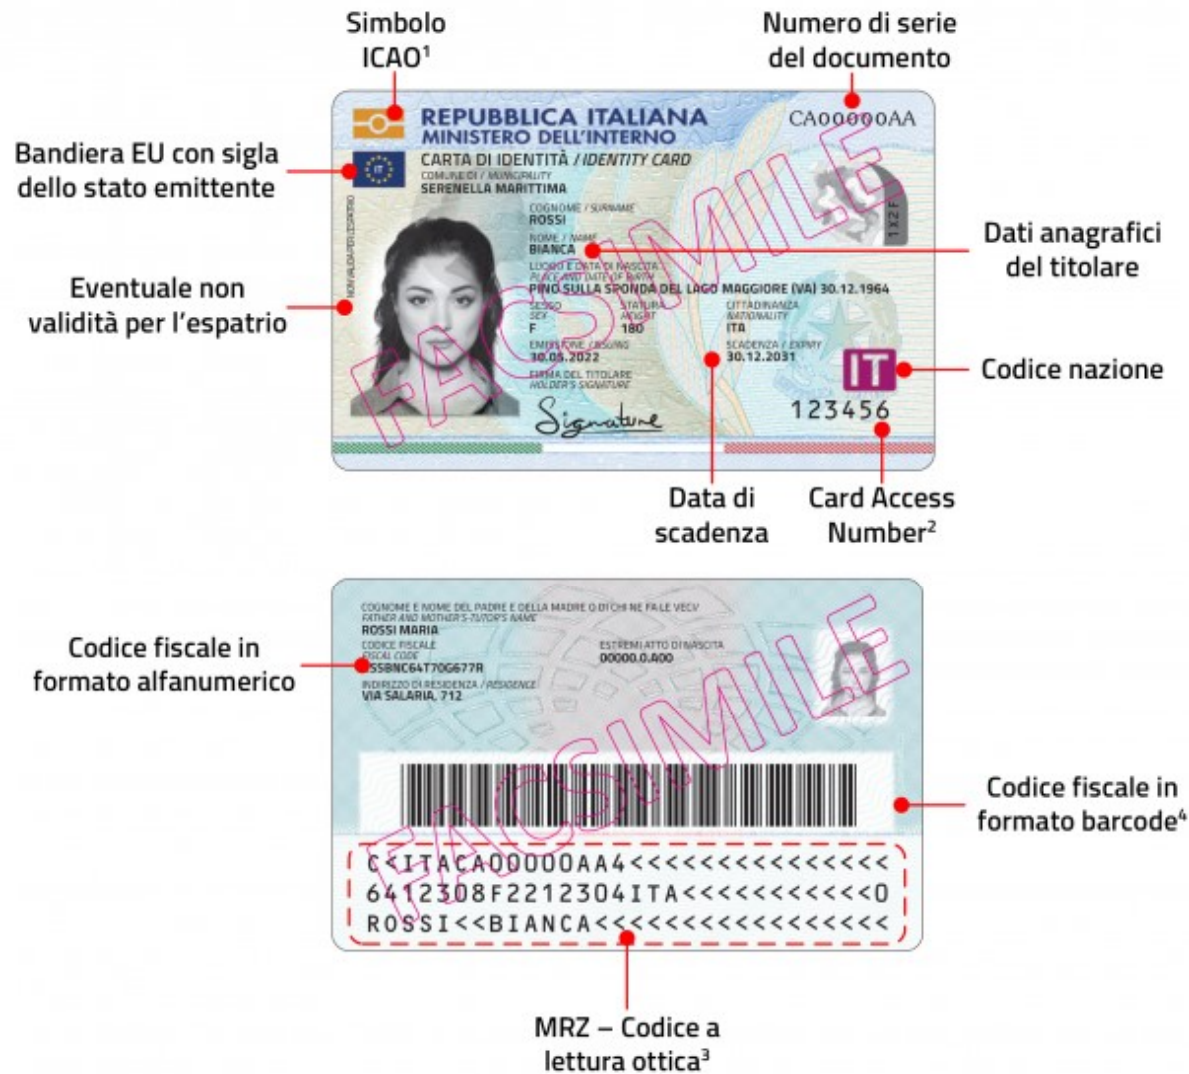 Simbolo
ICAO¹
Numero di serie
del documento
Bandiera EU con sigla
dello stato emittente
Eventuale non
validità per l'espatrio
Dati anagrafici
del titolare
Codice nazione
Data di
scadenza
Card Access
Number²
REPUBBLICA ITALIANA
MINISTERO DELL'INTERNO
CA00000AA
IT
CARTA DI IDENTITÀ / IDENTITY CARD
COMUNE DI / MUNICIPALITY
SERENELLA MARITTIMA
NON VALIDA PER L'ESPATRIO
COGNOME / SURNAME
ROSSI
1X2F
NOME / NAME
BIANCA
LUOGO E DATA DI NASCITA
PLACE AND DATE OF BIRTH
PINO SULLA SPONDA DEL LAGO MAGGIORE (VA) 30.12.1964
SESSO STATURA CITTADINANZA
SEX HEIGHT NATIONALITY
F 180 ITA
EMISSIONE / ISSUING SCADENZA / EXPIRY
30.05.2022 30.12.2031
FIRMA DEL TITOLARE
HOLDER'S SIGNATURE
Signature
IT
123456
FACSIMILE
Codice fiscale in
formato alfanumerico
Codice fiscale in
formato barcode⁴
COGNOME E NOME DEL PADRE E DELLA MADRE O DI CHI NE FA LE VECI/
FATHER AND MOTHER'S-TUTOR'S NAME
ROSSI MARIA
CODICE FISCALE ESTREMI ATTO DI NASCITA
FISCAL CODE 00000.0.A00
SSBNC64T70G677R
INDIRIZZO DI RESIDENZA / RESIDENCE
VIA SALARIA, 712
FACSIMILE
C<ITACA00000AA4<<<<<<<<<<<<<<<
6412308F2212304ITA<<<<<<<<<<<0
ROSSI<<BIANCA<<<<<<<<<<<<<<<<<
MRZ – Codice a
lettura ottica³